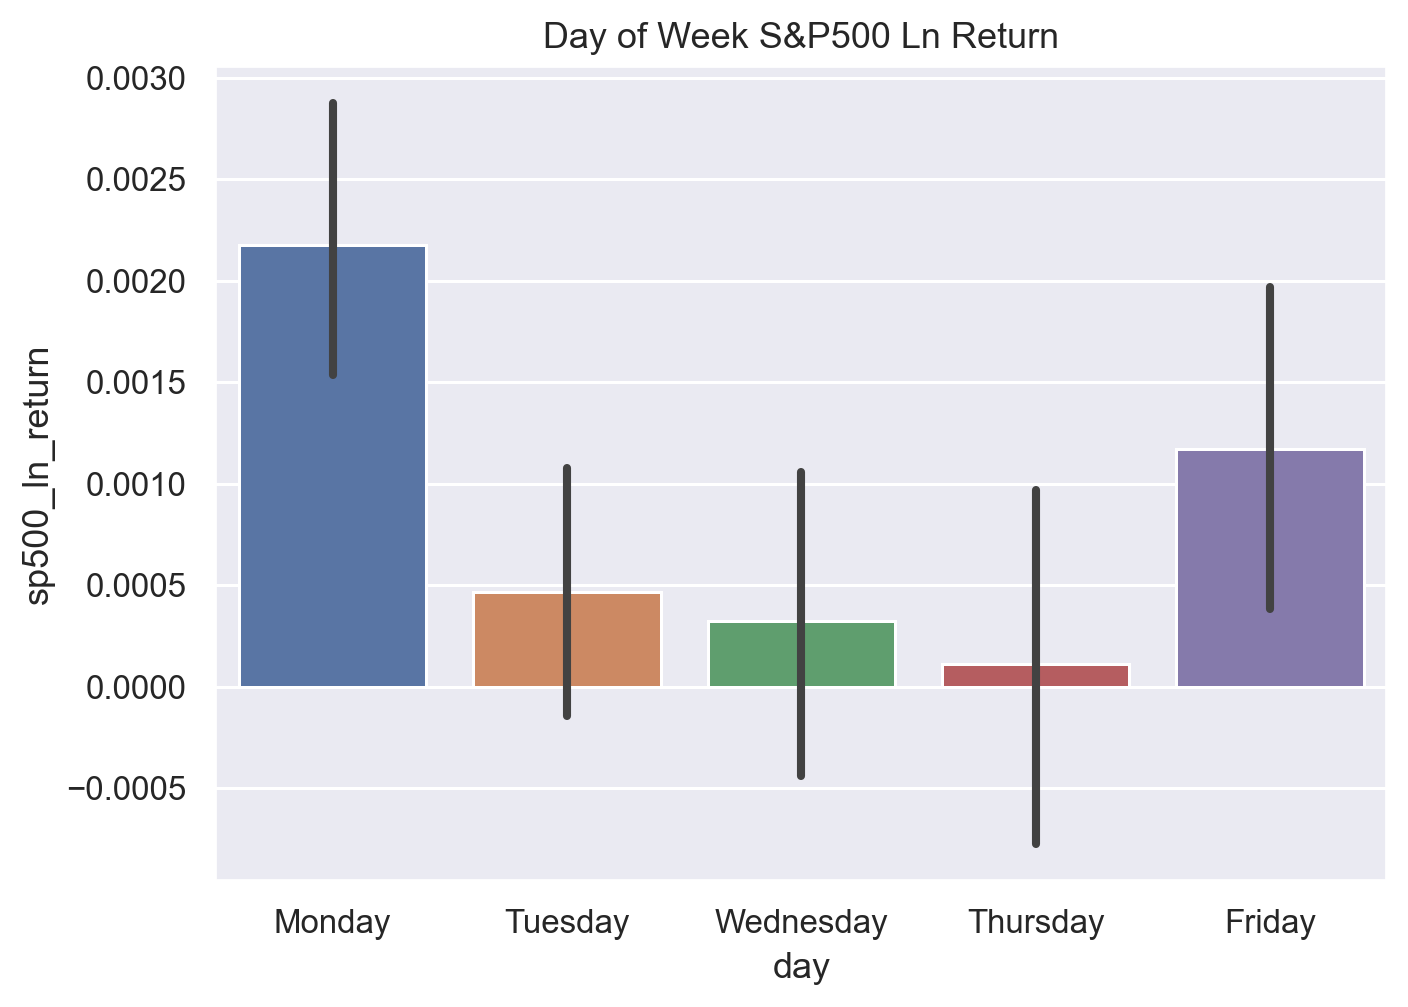 Day of Week S&P500 Ln Return
0.0030
0.0025
0.0020
0.0015
0.0010
0.0005
0.0000
−0.0005
sp500_ln_return
Monday Tuesday Wednesday Thursday Friday
day